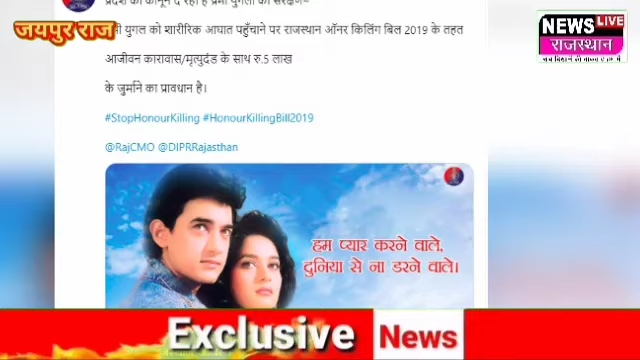 प्रदेश का कानून दे रहा है प्रेमी युगलों को संरक्षण-
युगल को शारीरिक आघात पहुँचाने पर राजस्थान ऑनर किलिंग बिल 2019 के तहत
आजीवन कारावास/मृत्युदंड के साथ रु.5 लाख
के जुर्माने का प्रावधान है।
#StopHonourKilling #HonourKillingBill2019
@RajCMO @DIPRRajasthan
जयपुर राज
NEWS LIVE
राजस्थान
हम प्यार करने वाले,
दुनिया से ना डरने वाले।
Exclusive News